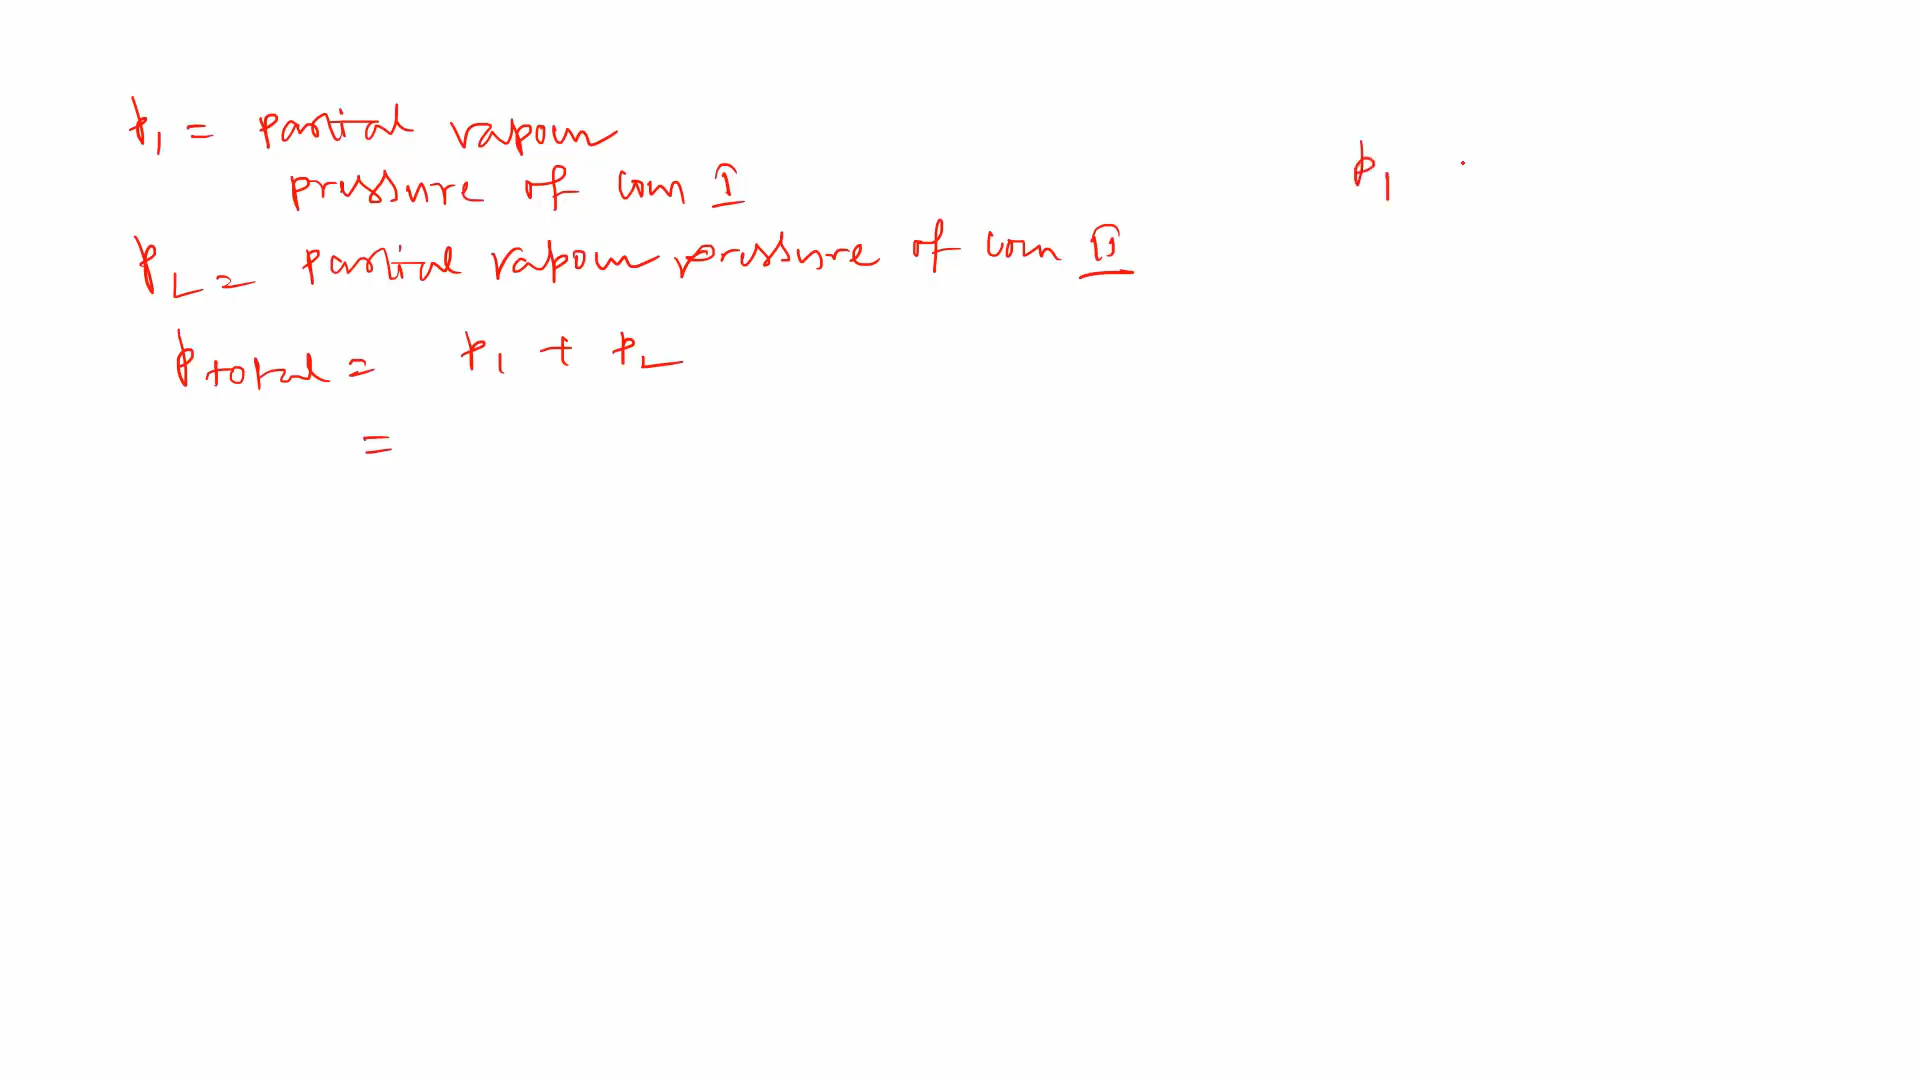 p₁ = partial vapour
pressure of com I
p₂ = partial vapour pressure of com II
p total = p₁ + p₂
=
p₁